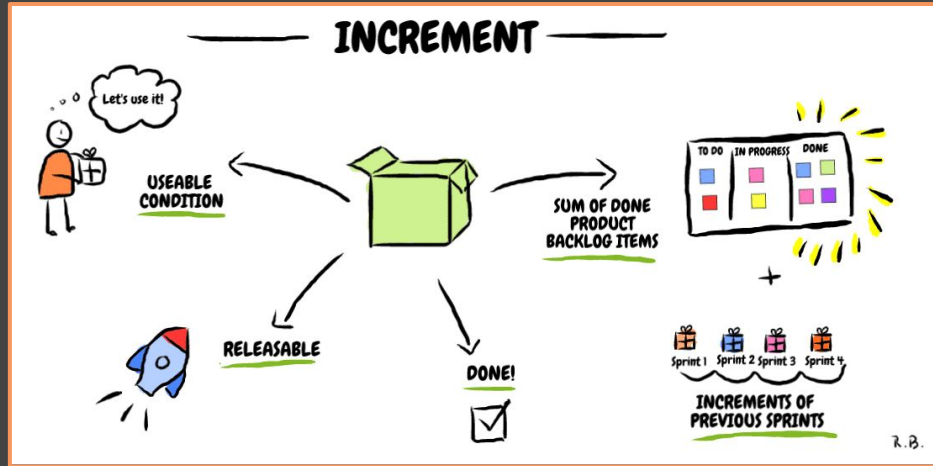 INCREMENT
Let's use it!
USEABLE
CONDITION
SUM OF DONE
PRODUCT
BACKLOG ITEMS
TO DO
IN PROGRESS
DONE
+
RELEASABLE
DONE!
Sprint 1
Sprint 2
Sprint 3
Sprint 4
INCREMENTS OF
PREVIOUS SPRINTS
R.B.